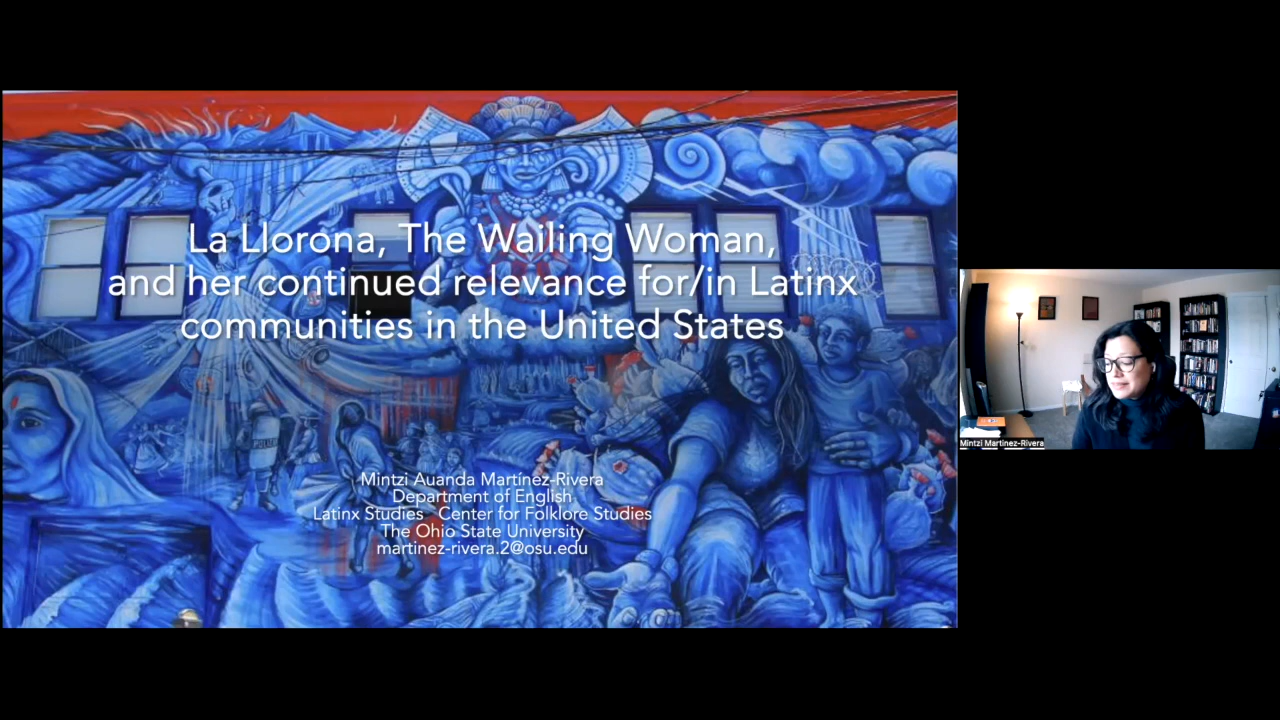 La Llorona, The Wailing Woman,
and her continued relevance for/in Latinx
communities in the United States
Mintzi Auanda Martínez-Rivera
Department of English
Latinx Studies Center for Folklore Studies
The Ohio State University
martinez-rivera.2@osu.edu
POLICIA
Mintzi Martinez-Rivera